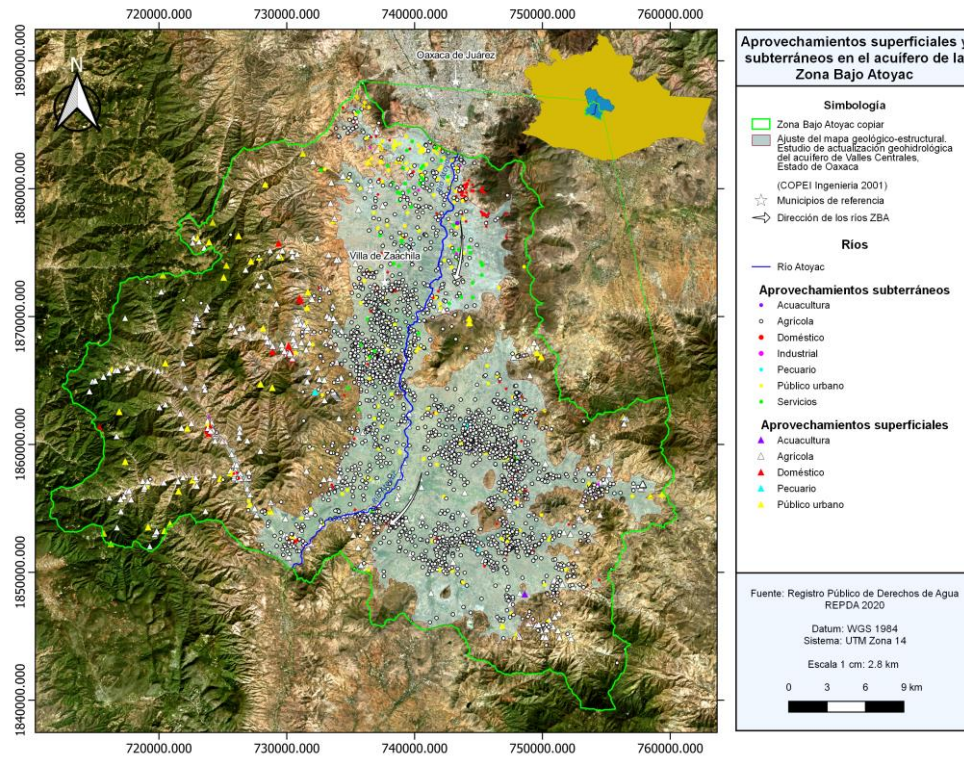 720000.000 730000.000 740000.000 750000.000 760000.000
1890000.000
1880000.000
1870000.000
1860000.000
1850000.000
1840000.000
N
Oaxaca de Juárez
Villa de Zaachila
720000.000 730000.000 740000.000 750000.000 760000.000
Aprovechamientos superficiales y
subterráneos en el acuífero de la
Zona Bajo Atoyac
Simbología
Zona Bajo Atoyac copiar
Ajuste del mapa geológico-estructural.
Estudio de actualización geohidrológica
del acuífero de Valles Centrales,
Estado de Oaxaca
(COPEI Ingenieria 2001)
Municipios de referencia
Dirección de los ríos ZBA
Ríos
Río Atoyac
Aprovechamientos subterráneos
Acuacultura
Agrícola
Doméstico
Industrial
Pecuario
Público urbano
Servicios
Aprovechamientos superficiales
Acuacultura
Agrícola
Doméstico
Pecuario
Público urbano
Fuente: Registro Público de Derechos de Agua
REPDA 2020
Datum: WGS 1984
Sistema: UTM Zona 14
Escala 1 cm: 2.8 km
0 3 6 9 km